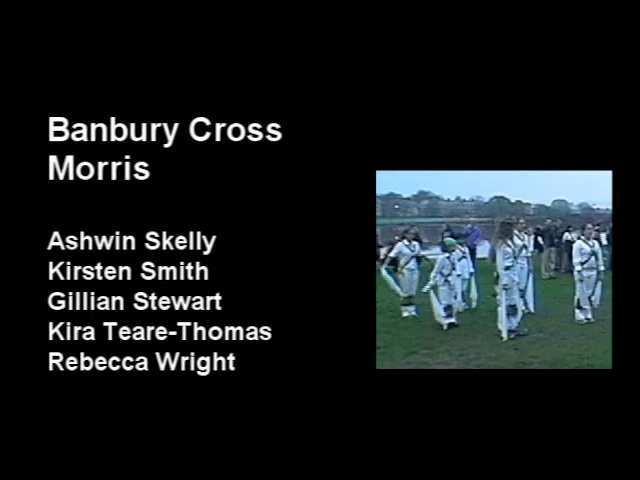 Banbury Cross
Morris
Ashwin Skelly
Kirsten Smith
Gillian Stewart
Kira Teare-Thomas
Rebecca Wright